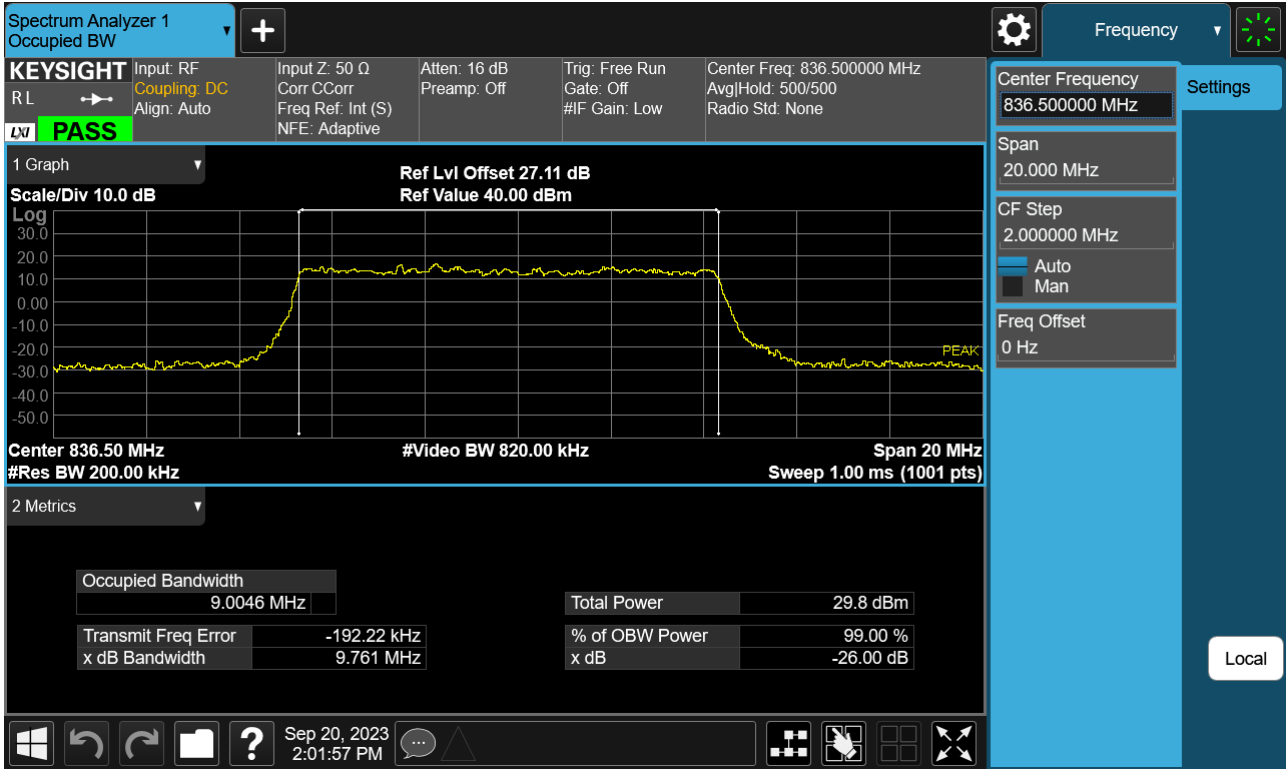 Spectrum Analyzer 1
Occupied BW
▼
+
Frequency ▼
KEYSIGHT
R L
LXI PASS
Input: RF
Coupling: DC
Align: Auto
Input Z: 50 Ω
Corr CCorr
Freq Ref: Int (S)
NFE: Adaptive
Atten: 16 dB
Preamp: Off
Trig: Free Run
Gate: Off
#IF Gain: Low
Center Freq: 836.500000 MHz
Avg|Hold: 500/500
Radio Std: None
1 Graph ▼
Scale/Div 10.0 dB
Ref Lvl Offset 27.11 dB
Ref Value 40.00 dBm
Log
30.0
20.0
10.0
0.00
-10.0
-20.0
-30.0
-40.0
-50.0
PEAK
Center 836.50 MHz
#Res BW 200.00 kHz
#Video BW 820.00 kHz
Span 20 MHz
Sweep 1.00 ms (1001 pts)
2 Metrics ▼
Occupied Bandwidth
9.0046 MHz
Transmit Freq Error -192.22 kHz
x dB Bandwidth 9.761 MHz
Total Power 29.8 dBm
% of OBW Power 99.00 %
x dB -26.00 dB
Center Frequency
836.500000 MHz
Span
20.000 MHz
CF Step
2.000000 MHz
Auto
Man
Freq Offset
0 Hz
Settings
Local
?
Sep 20, 2023
2:01:57 PM